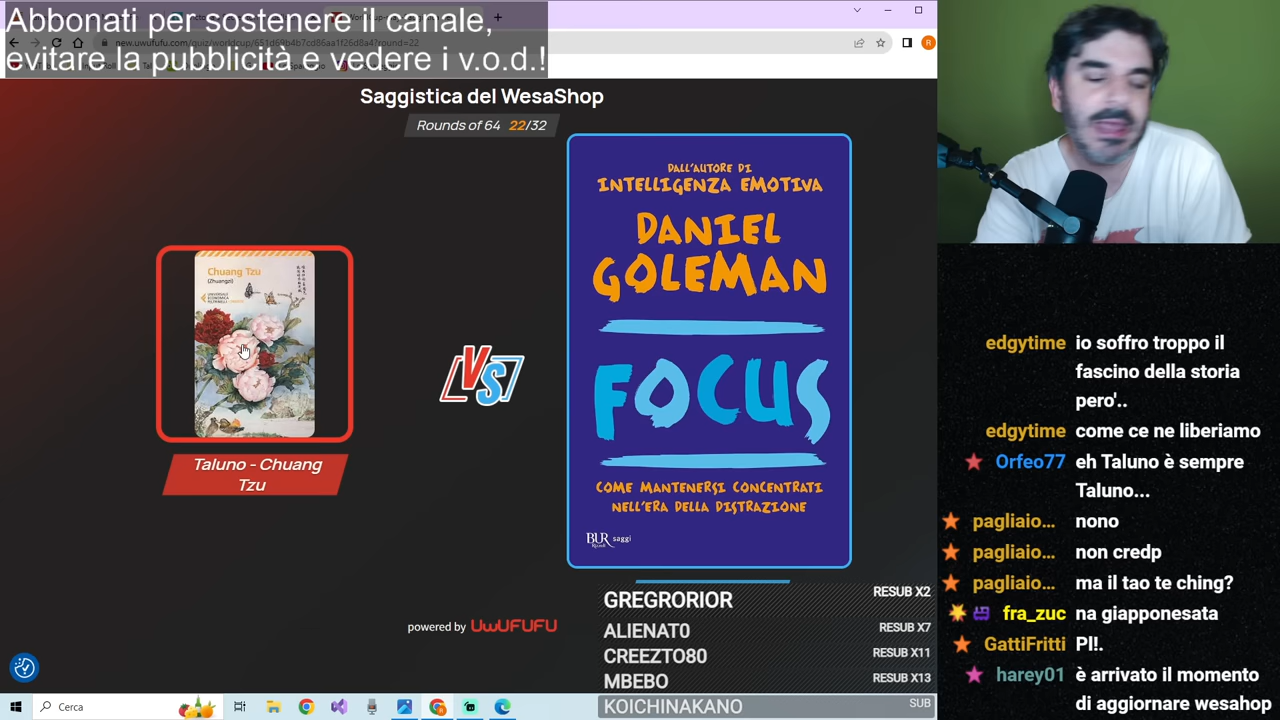 Abbonati per sostenere il canale,
evitare la pubblicità e vedere i v.o.d.!
Saggistica del WesaShop
Rounds of 64 22/32
Chuang Tzu
(Zhuangzi)
UNIVERSALE
ECONOMICA
FELTRINELLI
VS
Taluno - Chuang
Tzu
DALL'AUTORE DI
INTELLIGENZA EMOTIVA
DANIEL
GOLEMAN
FOCUS
COME MANTENERSI CONCENTRATI
NELL'ERA DELLA DISTRAZIONE
BUR saggi
Rizzoli
powered by UwUFUFU
GREGRORIOR RESUB X2
ALIENAT0 RESUB X7
CREEZTO80 RESUB X11
MBEBO RESUB X13
KOICHINAKANO SUB
edgytime io soffro troppo il
fascino della storia
pero'..
edgytime come ce ne liberiamo
Orfeo77 eh Taluno è sempre
Taluno...
pagliaio... nono
pagliaio... non credp
pagliaio... ma il tao te ching?
fra_zuc na giapponesata
GattiFritti PI!.
harey01 è arrivato il momento
di aggiornare wesahop
Cerca